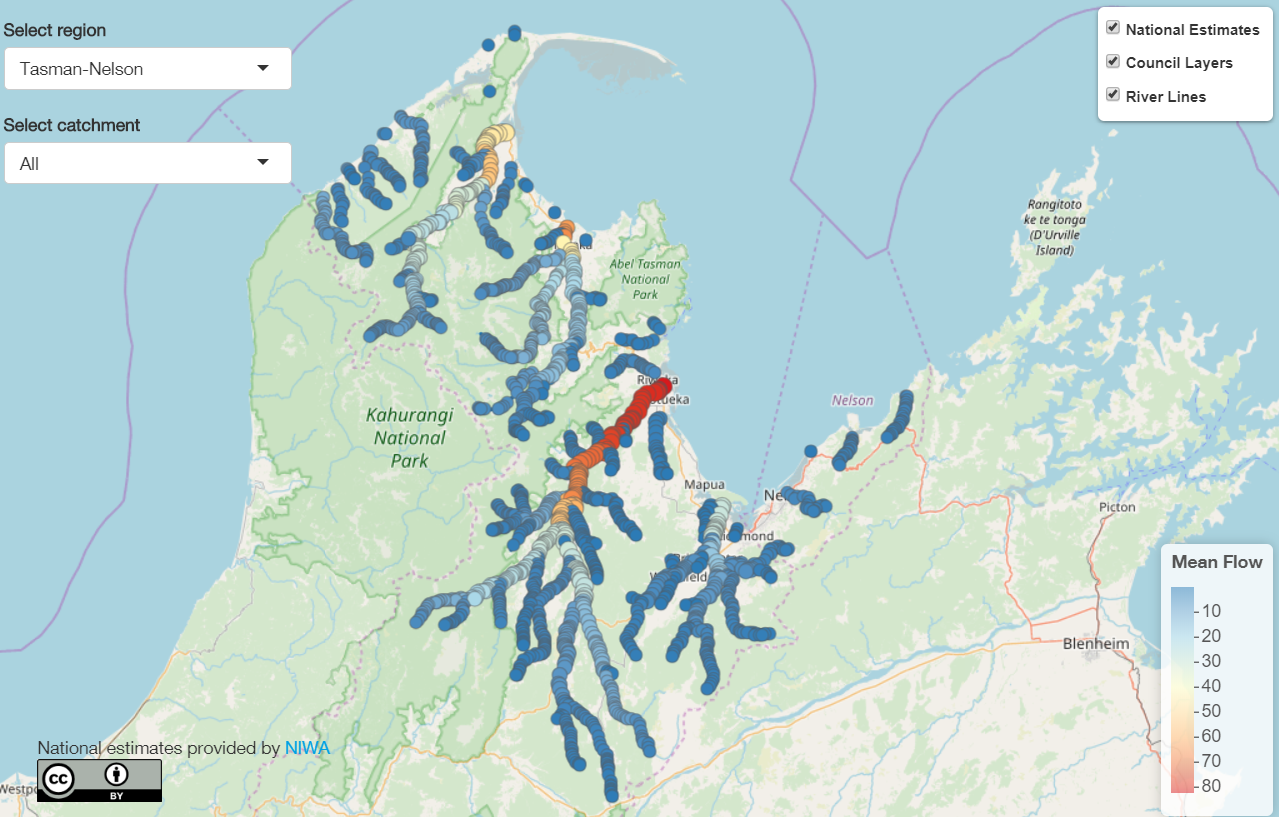 Select region
Tasman-Nelson
Select catchment
All
National Estimates
Council Layers
River Lines
Rangitoto
ke te tonga
(D'Urville
Island)
Abel Tasman
National
Park
Nelson
Kahurangi
National
Park
Mapua
Picton
Blenheim
Mean Flow
10
20
30
40
50
60
70
80
National estimates provided by NIWA
cc
BY